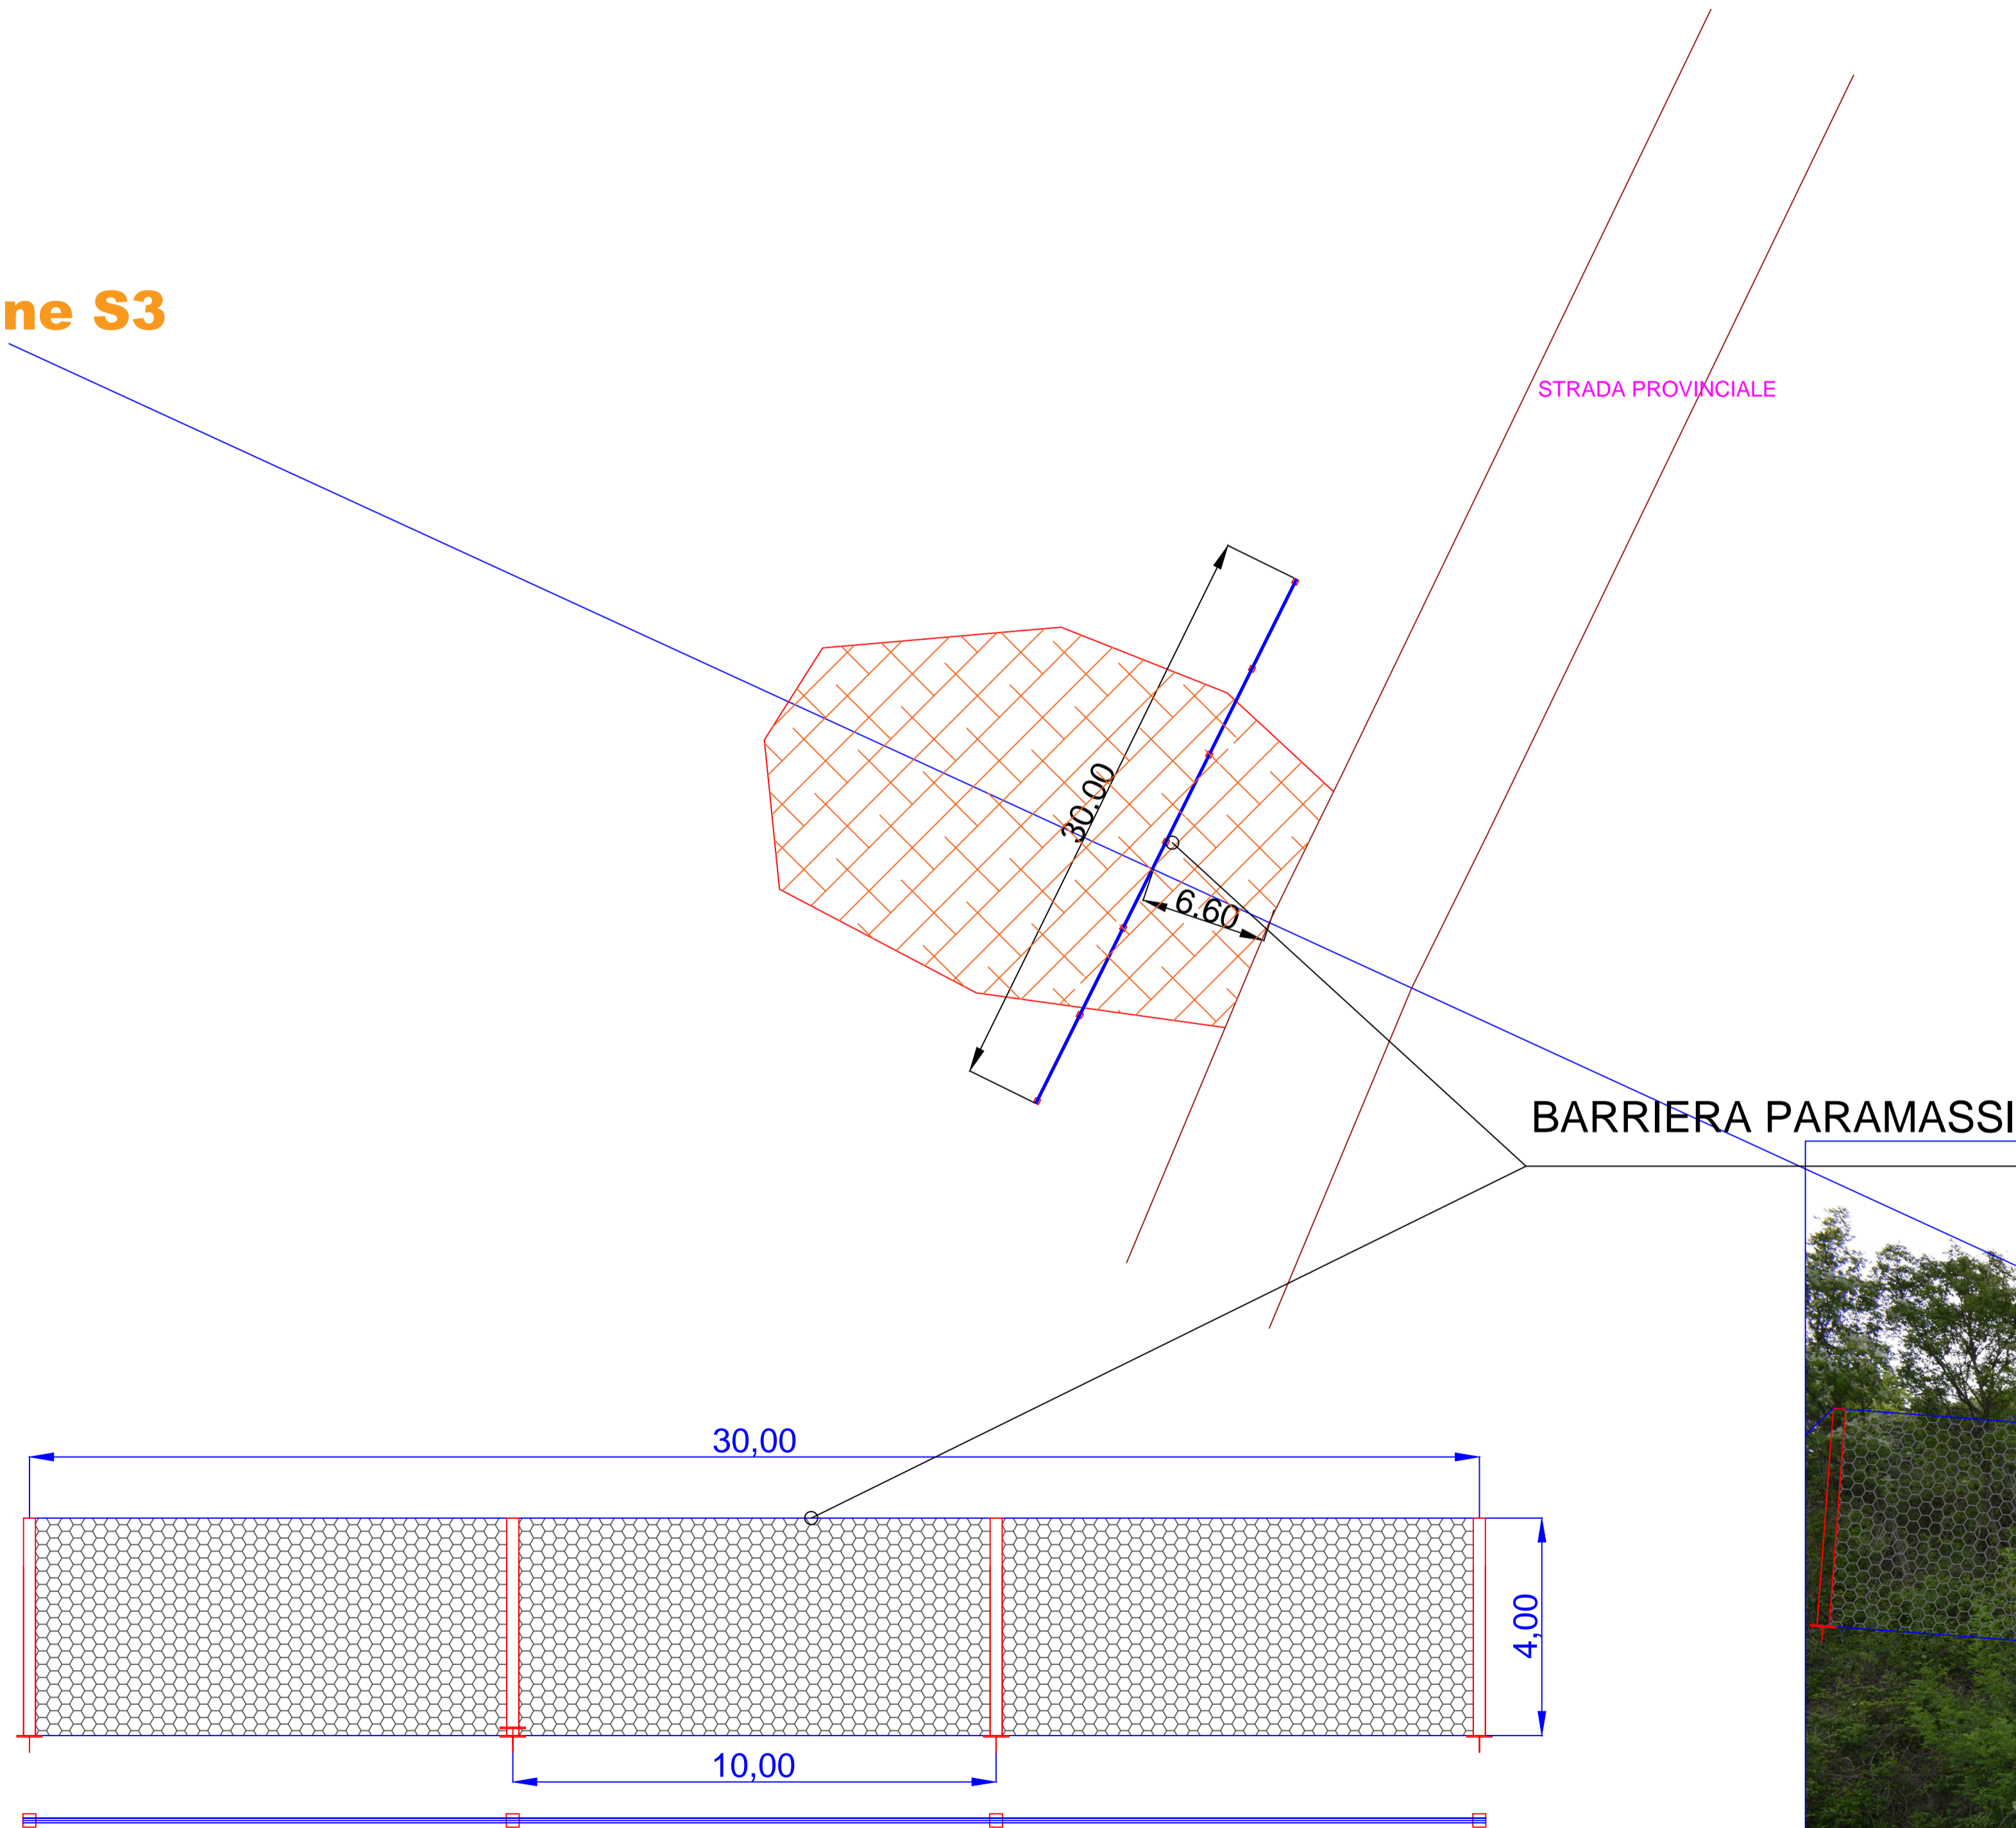 ne S3
STRADA PROVINCIALE
30.00
6.60
BARRIERA PARAMASSI
30,00
4,00
10,00